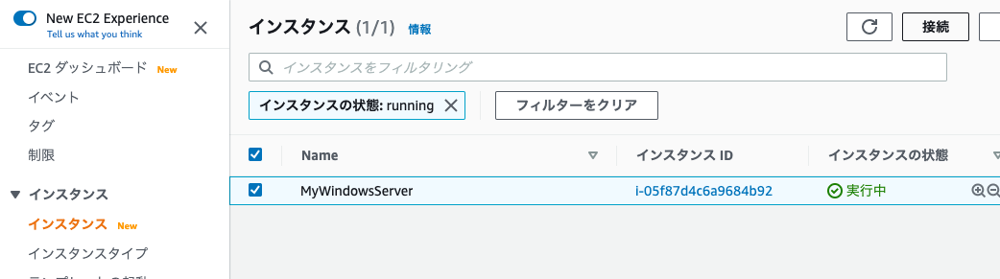 New EC2 Experience
Tell us what you think
EC2 ダッシュボード New
イベント
タグ
制限
インスタンス
インスタンス New
インスタンスタイプ
インスタンス (1/1) 情報
接続
インスタンスをフィルタリング
インスタンスの状態: running
フィルターをクリア
Name インスタンス ID インスタンスの状態
MyWindowsServer i-05f87d4c6a9684b92 実行中